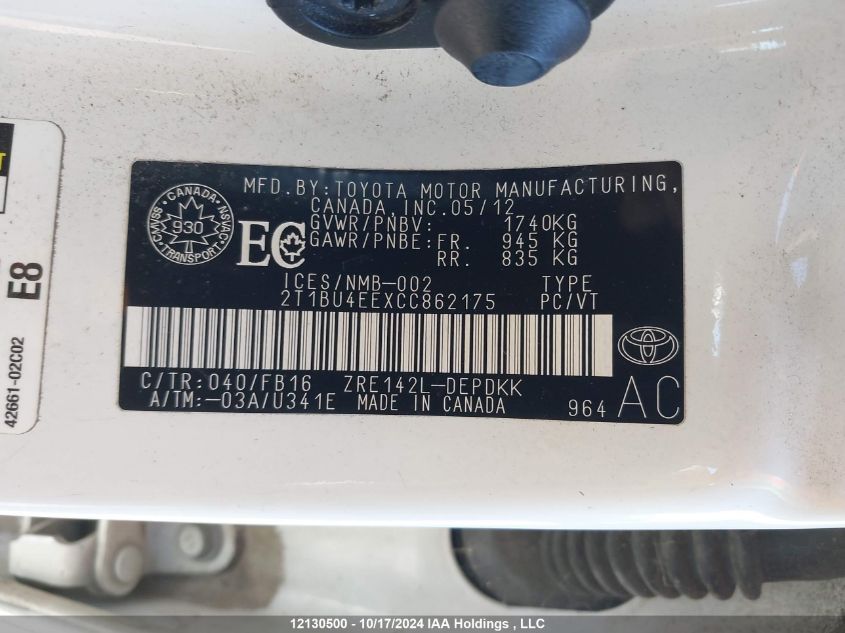 MFD.BY:TOYOTA MOTOR MANUFACTURING,
CANADA,INC.05/12
GVWR/PNBV: 1740KG
GAWR/PNBE:FR. 945 KG
RR. 835 KG
CANADA
930
TRANSPORT
EC
ICES/NMB-002 TYPE
2T1BU4EEXCC862175 PC/VT
C/TR:040/FB16 ZRE142L-DEPDKK
A/TM:-03A/U341E MADE IN CANADA 964 AC
TOYOTA
E8
42661-02C02
12130500 - 10/17/2024 IAA Holdings , LLC